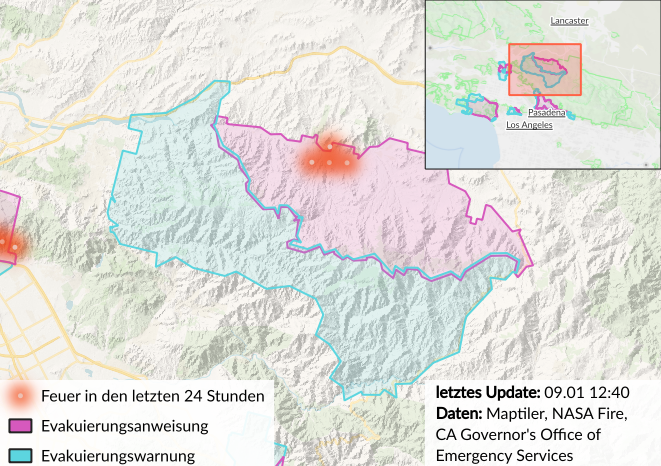 Lancaster
Pasadena
Los Angeles
Feuer in den letzten 24 Stunden
Evakuierungsanweisung
Evakuierungswarnung
letztes Update: 09.01 12:40
Daten: Maptiler, NASA Fire,
CA Governor's Office of
Emergency Services